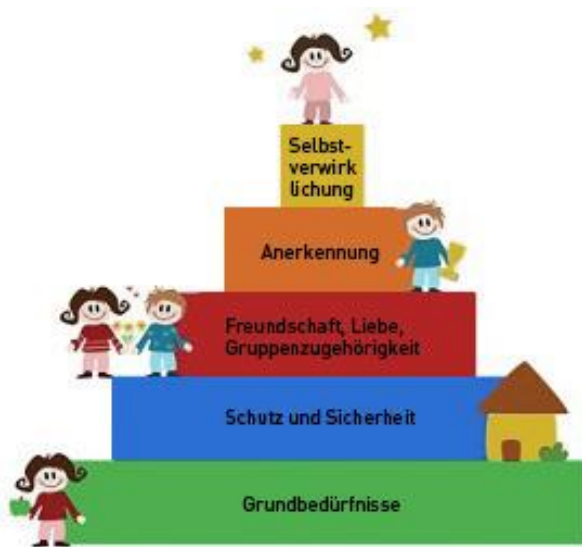 Selbst-
verwirk
lichung
Anerkennung
Freundschaft, Liebe,
Gruppenzugehörigkeit
Schutz und Sicherheit
Grundbedürfnisse